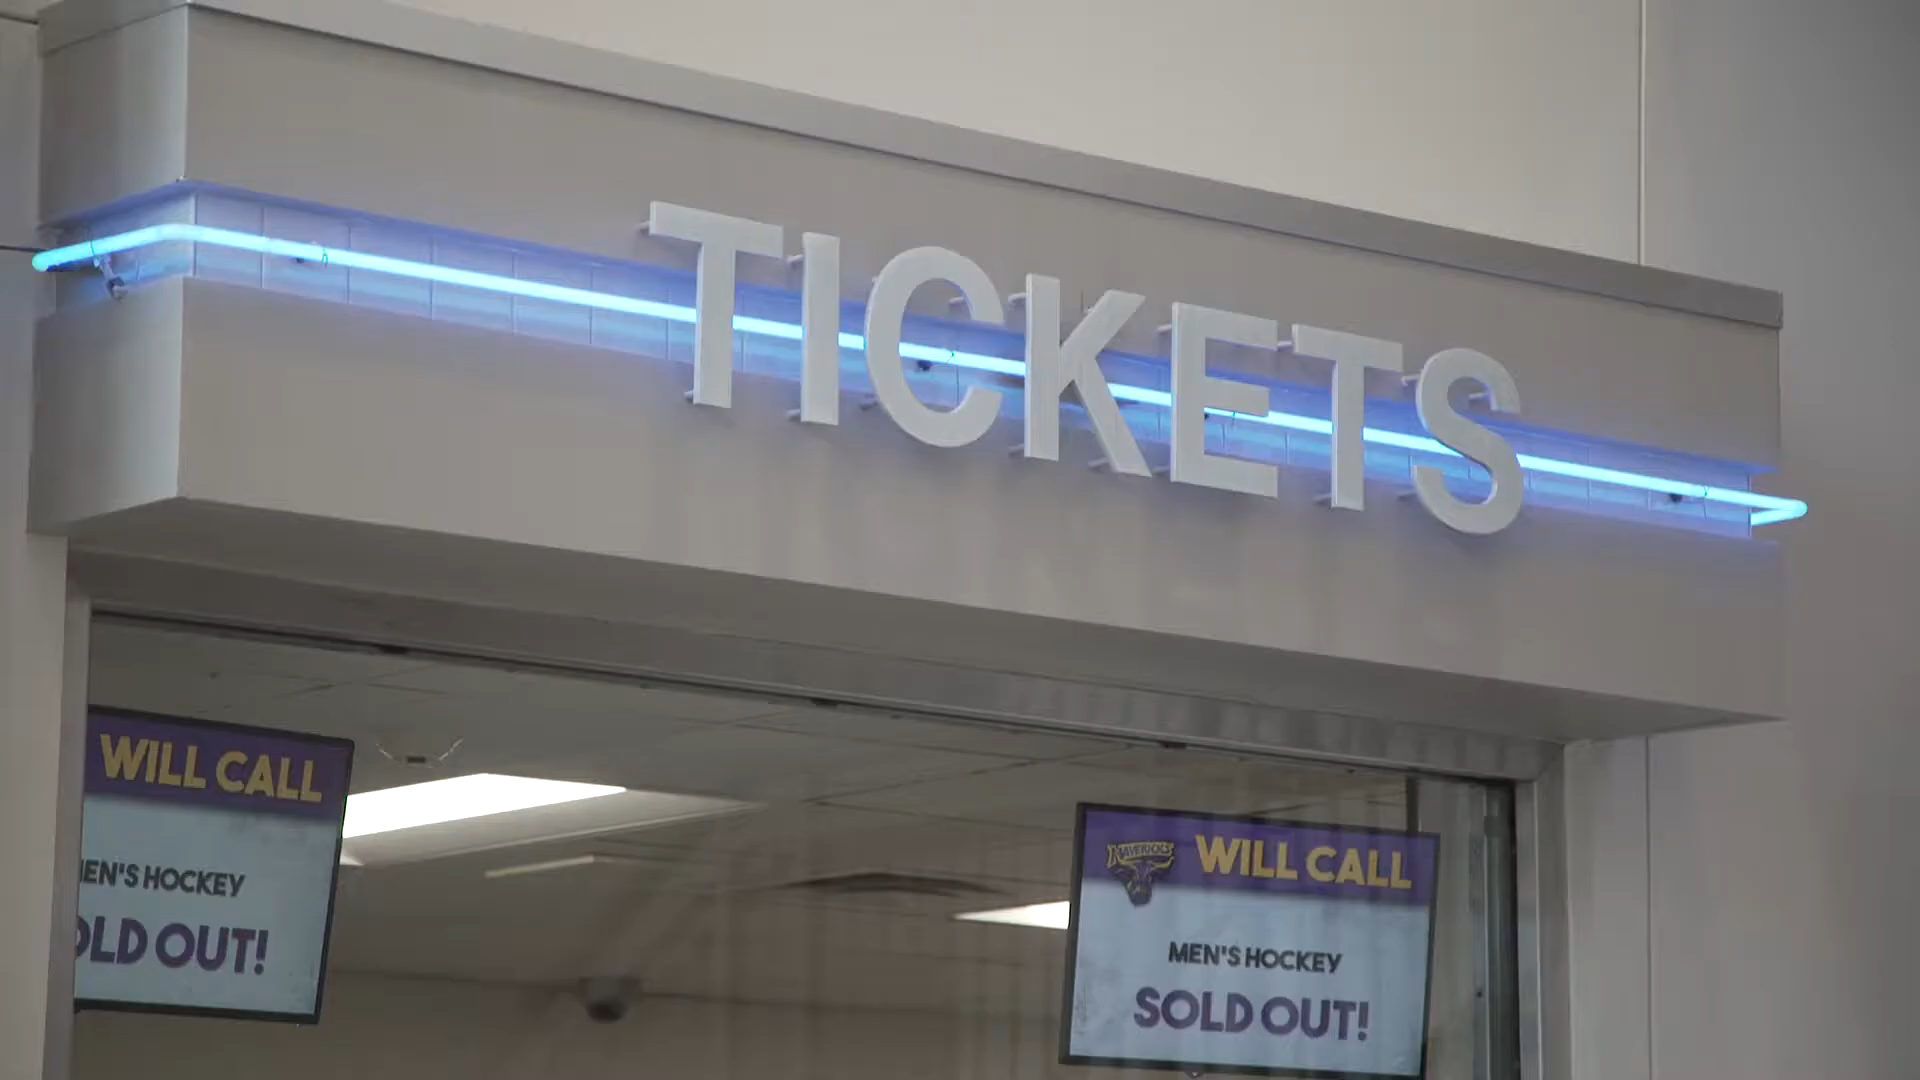 TICKETS
WILL CALL
EN'S HOCKEY
OLD OUT!
MAVERICKS
WILL CALL
MEN'S HOCKEY
SOLD OUT!